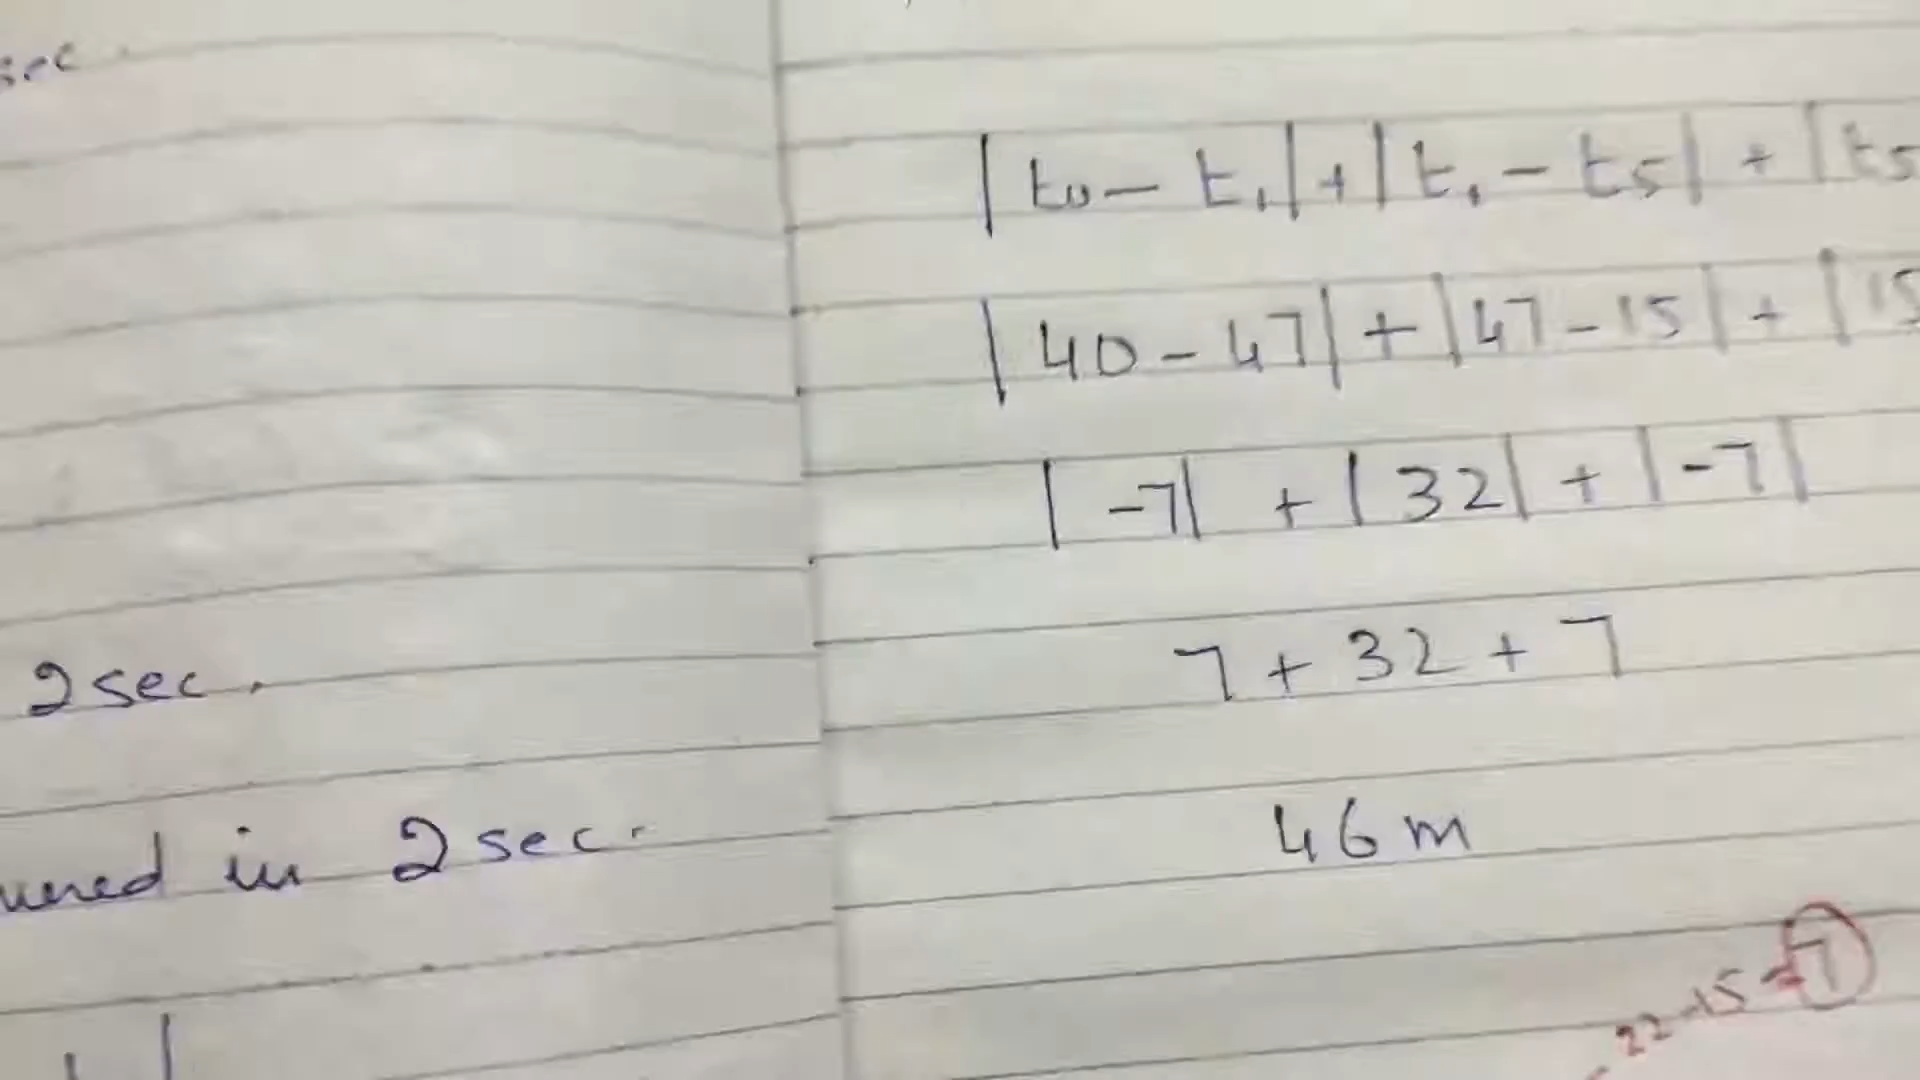 sec.
2 sec.
in 2 sec.
|t0 - t1| + |t1 - t5| + |t5
|40 - 47| + |47 - 15| + |15
|-7| + |32| + |-7|
7 + 32 + 7
46 m
22-15=7